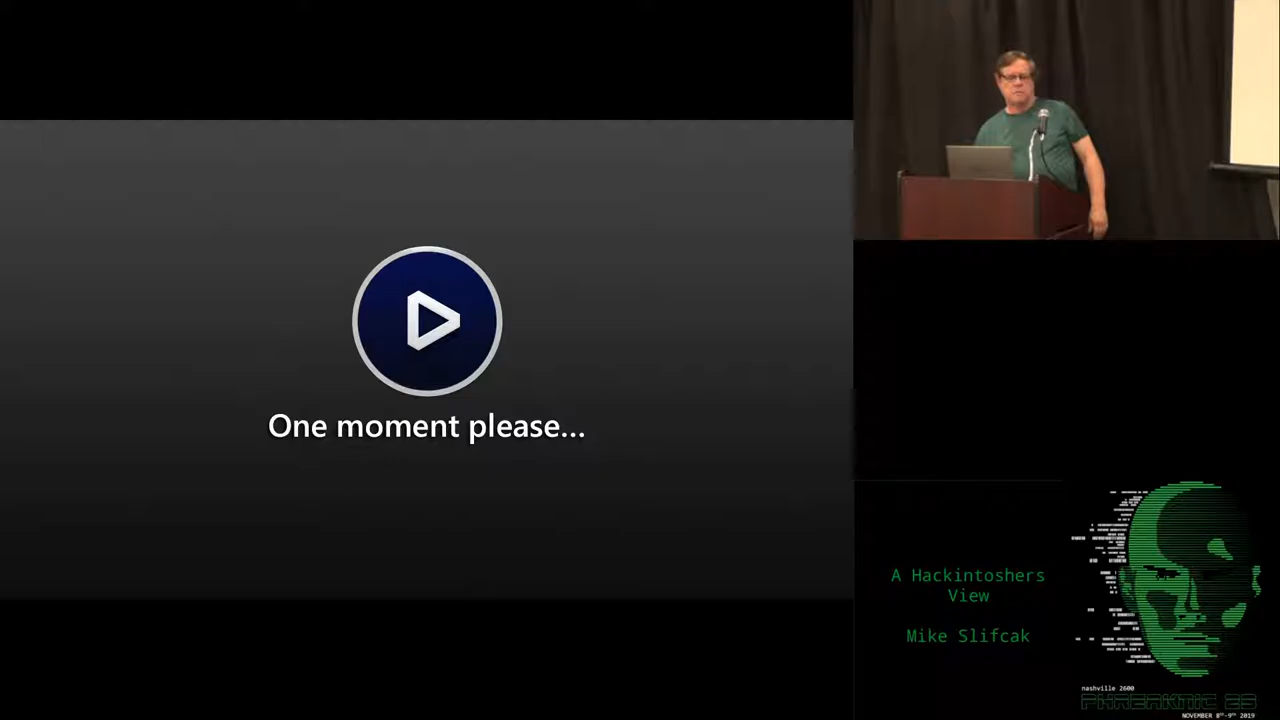 One moment please...
A Hackintoshers
View
Mike Slifcak
nashville 2600
PHREAKNIC 23
NOVEMBER 8TH-9TH 2019